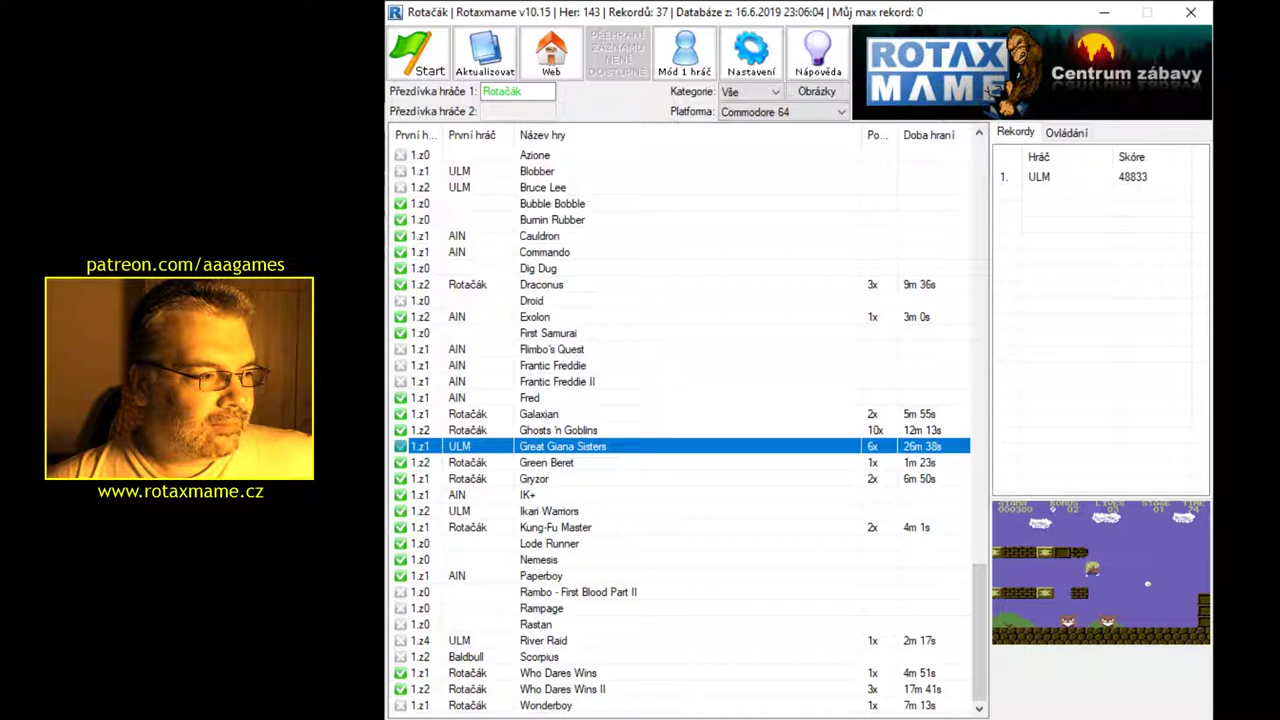 Rotačák | Rotaxmame v10.15 | Her: 143 | Rekordů: 37 | Databáze z: 16.6.2019 23:06:04 | Můj max rekord: 0
Start
Aktualizovat
Web
PŘEHRÁNÍ
ZÁZNAMU
NENÍ
DOSTUPNÉ
Mód 1 hráč
Nastavení
Nápověda
ROTAX
MAME
Centrum zábavy
Přezdívka hráče 1: Rotačák
Kategorie: Vše
Obrázky
Přezdívka hráče 2:
Platforma: Commodore 64
První h... První hráč Název hry Po... Doba hraní
1.z0 Azione
1.z1 ULM Blobber
1.z2 ULM Bruce Lee
1.z0 Bubble Bobble
1.z0 Burnin Rubber
1.z1 AIN Cauldron
1.z1 AIN Commando
1.z0 Dig Dug
1.z2 Rotačák Draconus 3x 9m 36s
1.z0 Droid
1.z2 AIN Exolon 1x 3m 0s
1.z0 First Samurai
1.z1 AIN Flimbo's Quest
1.z1 AIN Frantic Freddie
1.z1 AIN Frantic Freddie II
1.z1 AIN Fred
1.z1 Rotačák Galaxian 2x 5m 55s
1.z2 Rotačák Ghosts 'n Goblins 10x 12m 13s
1.z1 ULM Great Giana Sisters 6x 26m 38s
1.z2 Rotačák Green Beret 1x 1m 23s
1.z1 Rotačák Gryzor 2x 6m 50s
1.z1 AIN IK+
1.z2 ULM Ikari Warriors
1.z1 Rotačák Kung-Fu Master 2x 4m 1s
1.z0 Lode Runner
1.z0 Nemesis
1.z1 AIN Paperboy
1.z0 Rambo - First Blood Part II
1.z0 Rampage
1.z0 Rastan
1.z4 ULM River Raid 1x 2m 17s
1.z2 Baldbull Scorpius
1.z1 Rotačák Who Dares Wins 1x 4m 51s
1.z2 Rotačák Who Dares Wins II 3x 17m 41s
1.z1 Rotačák Wonderboy 1x 7m 13s
Rekordy Ovládání
Hráč Skóre
1. ULM 48833
000300 02 03 01 24
patreon.com/aaagames
www.rotaxmame.cz